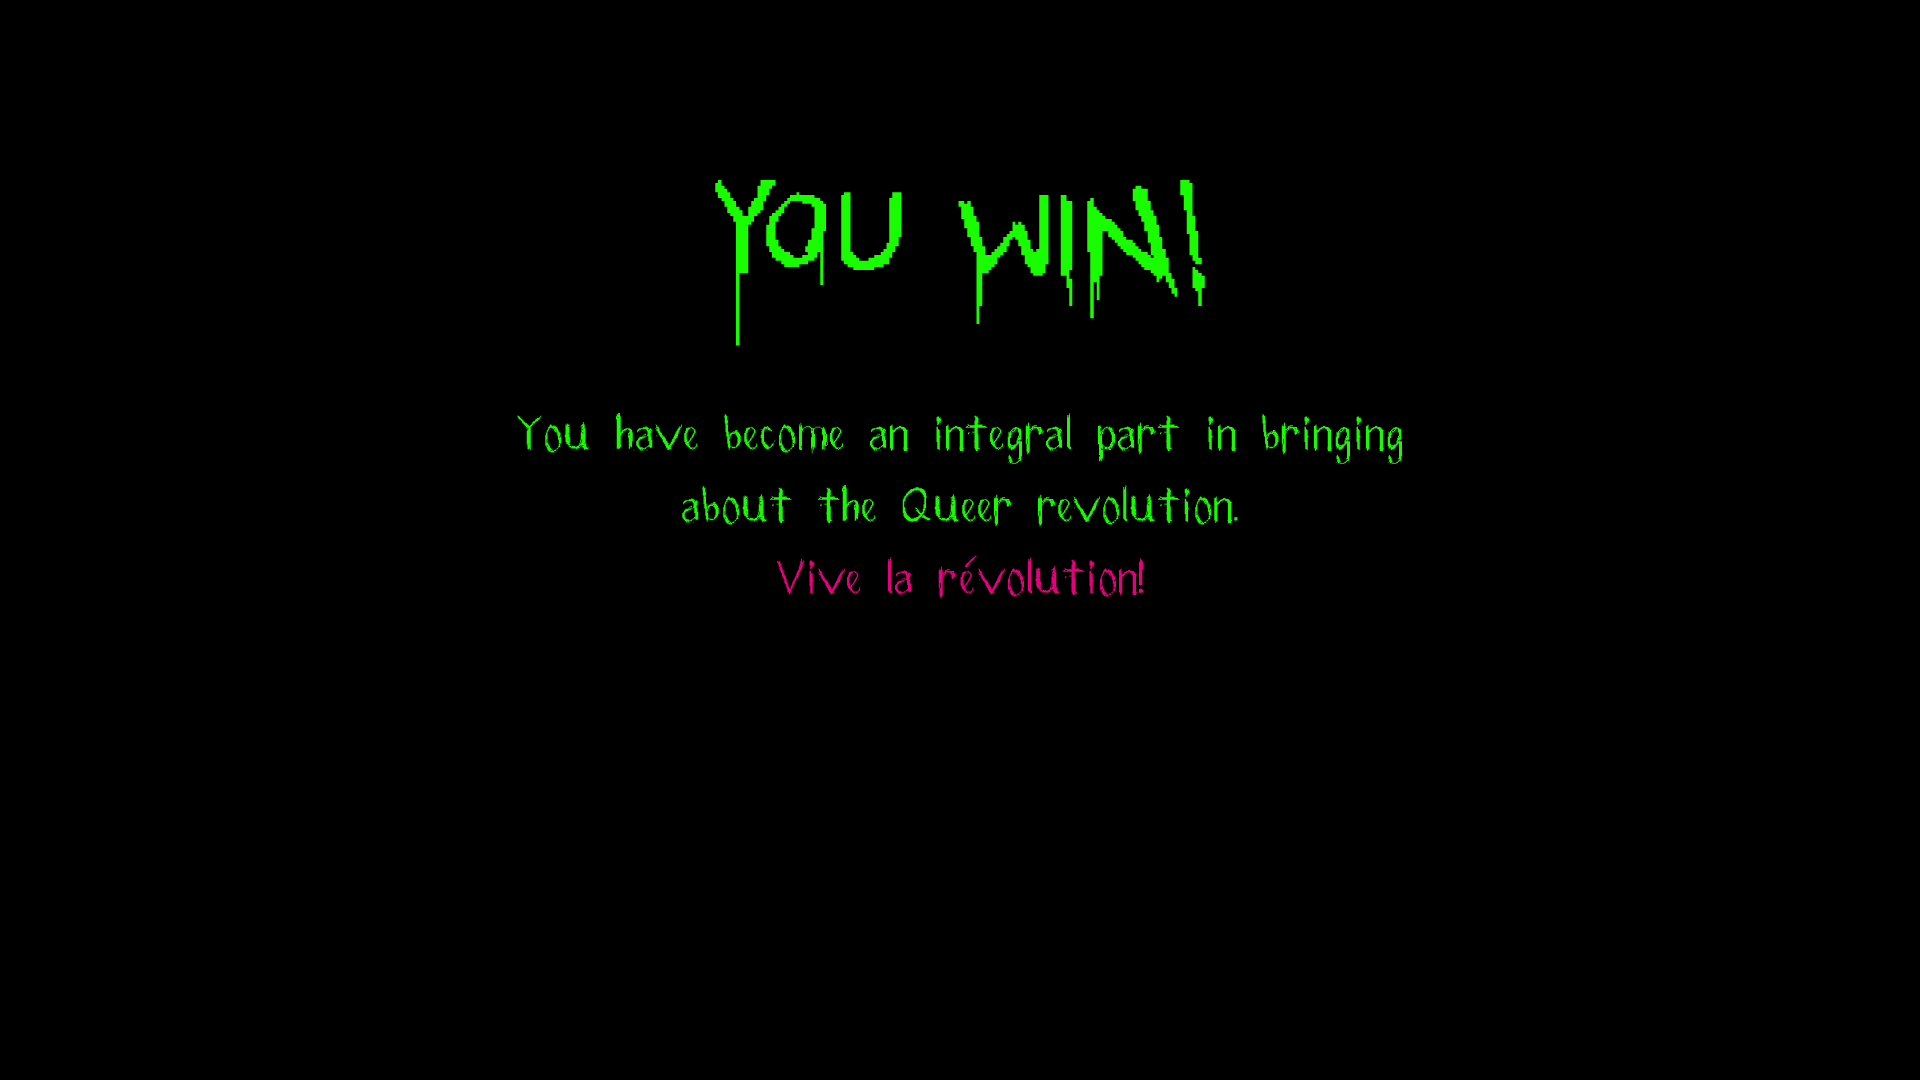 YOU WIN!
You have become an integral part in bringing
about the Queer revolution.
Vive la révolution!